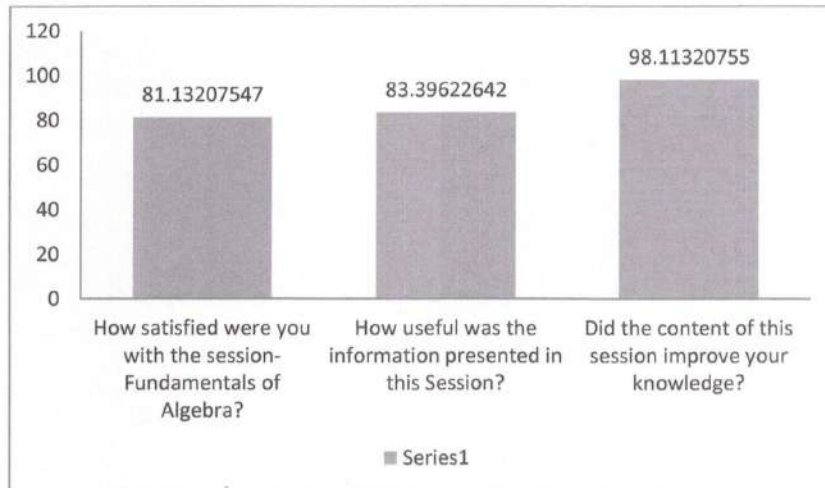 120
100
80
60
40
20
0
81.13207547
83.39622642
98.11320755
How satisfied were you
with the session-
Fundamentals of
Algebra?
How useful was the
information presented in
this Session?
Did the content of this
session improve your
knowledge?
Series1